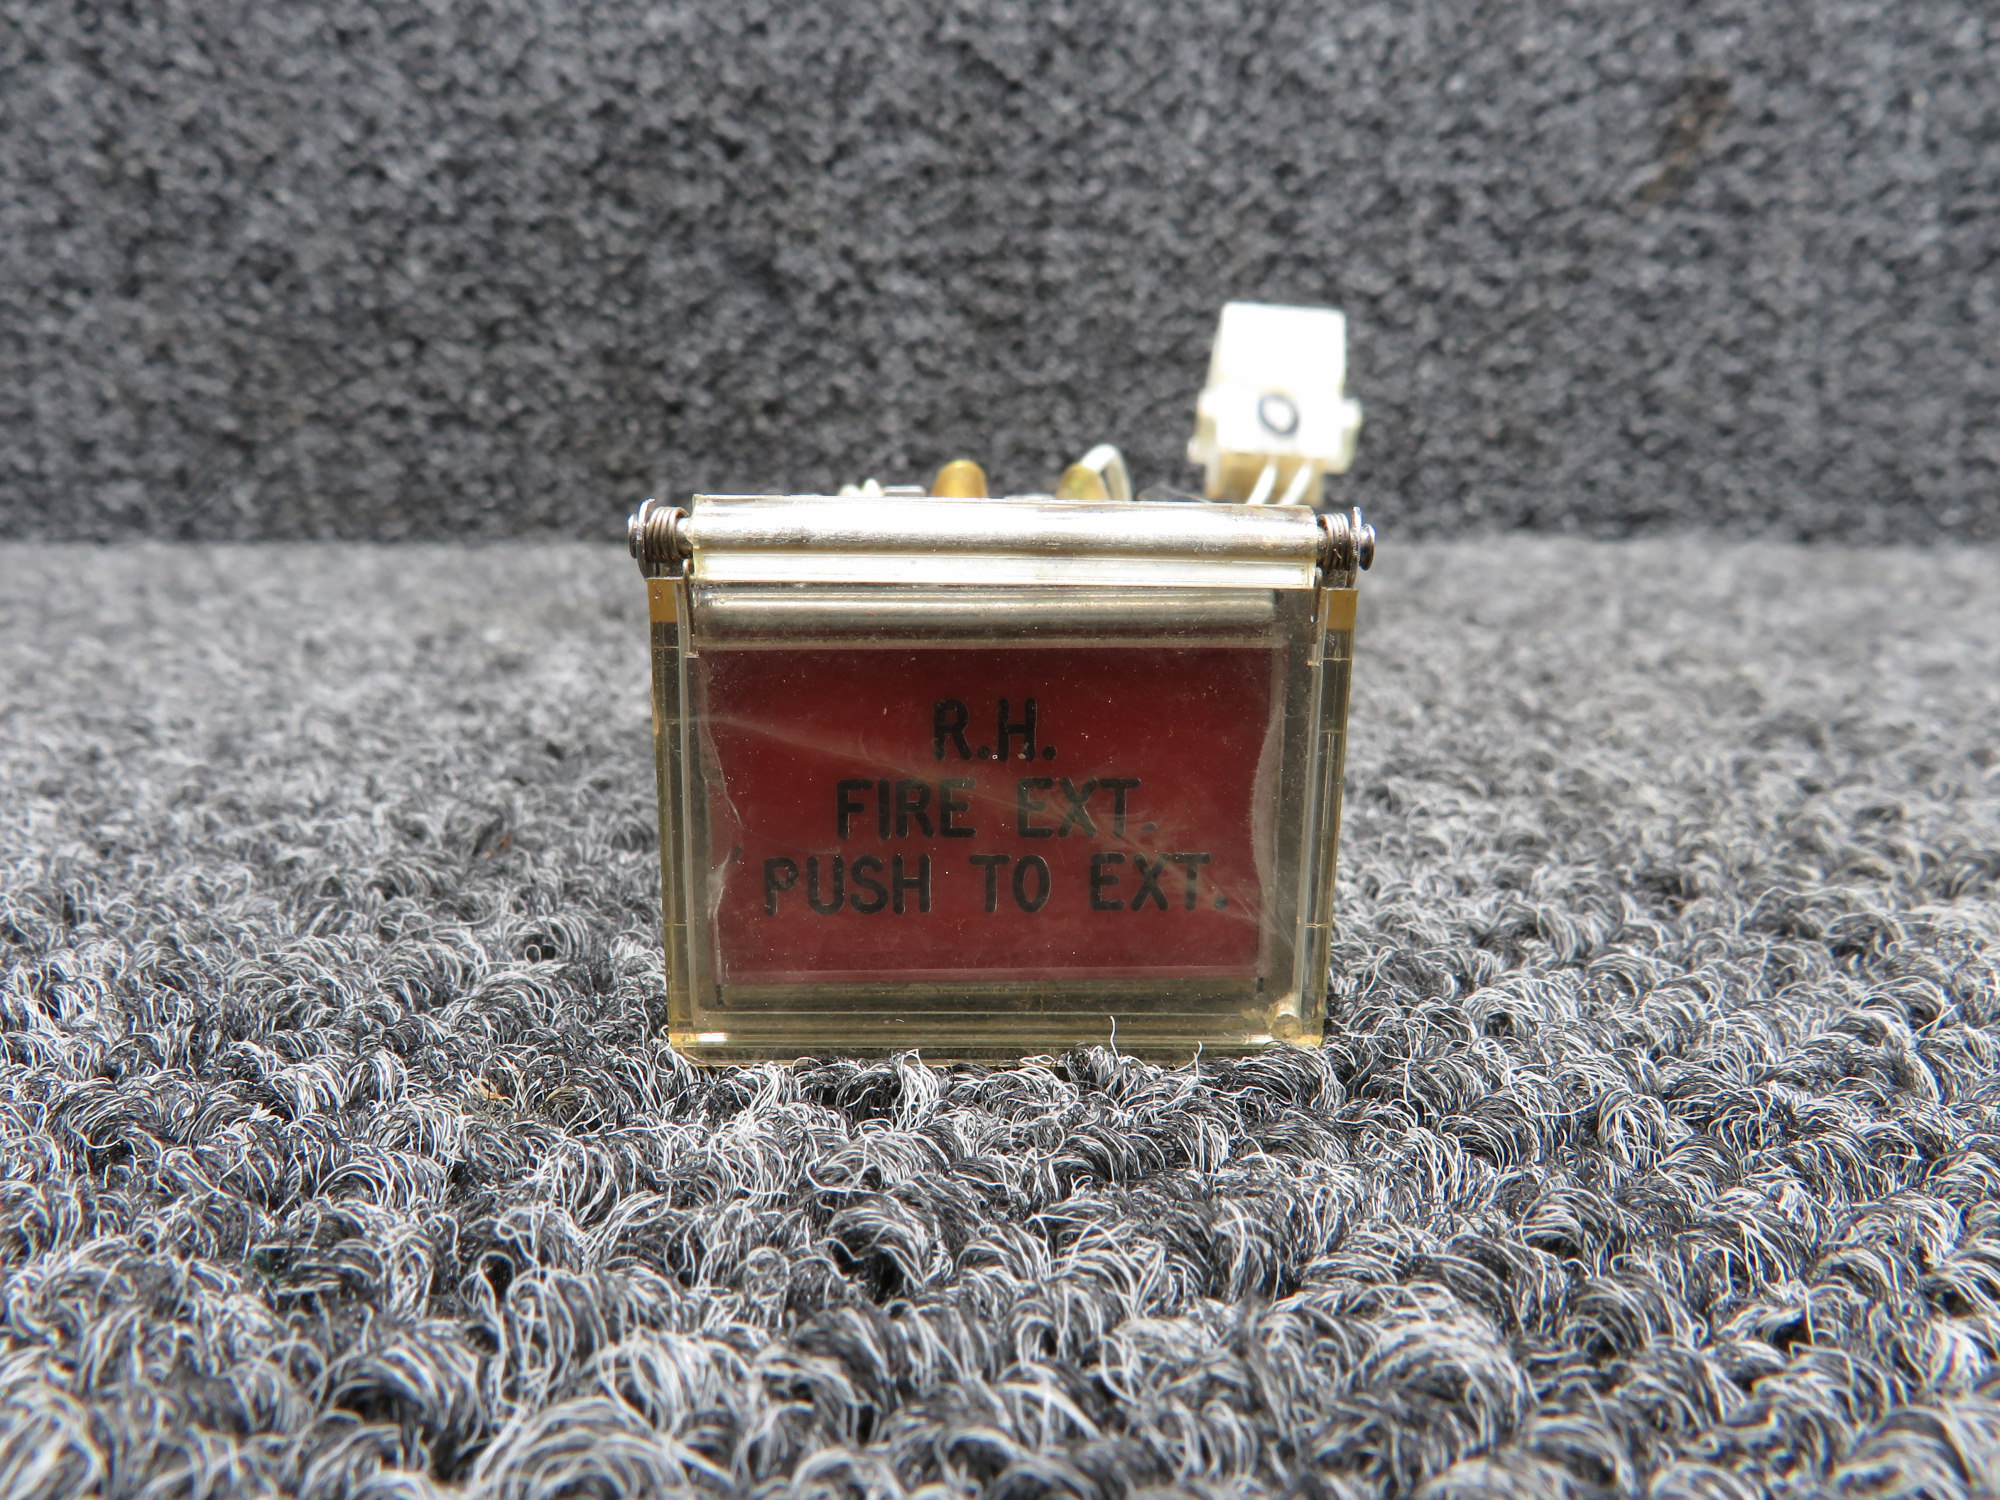 O
R.H.
FIRE EXT.
PUSH TO EXT.